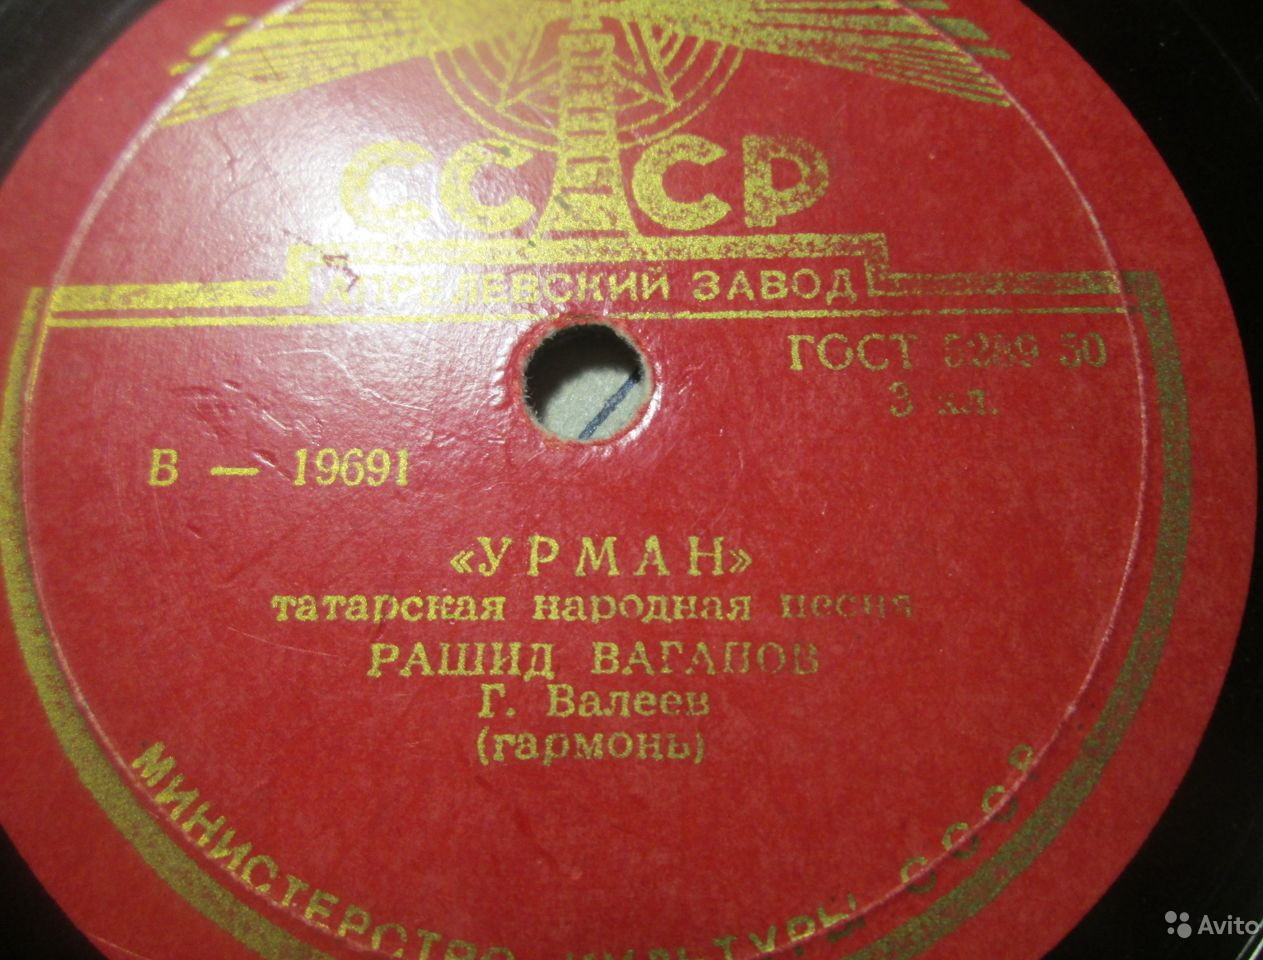 СССР
АПРЕЛЕВСКИЙ ЗАВОД
ГОСТ 5289 50
3 кл.
В — 19691
«УРМАН»
татарская народная песня
РАШИД ВАГАПОВ
Г. Валеев
(гармонь)
МИНИСТЕРСТВО КУЛЬТУРЫ СССР
Avito